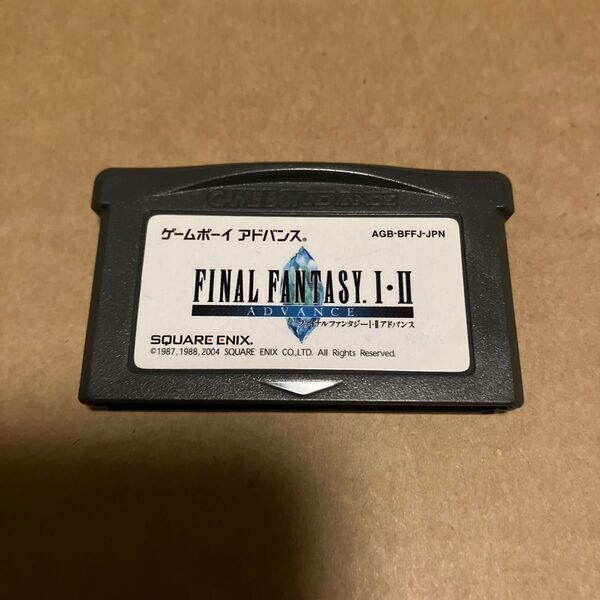 GAME BOY ADVANCE
ゲームボーイ アドバンス® AGB-BFFJ-JPN
FINAL FANTASY. I・II
ADVANCE
ファイナルファンタジーI・II アドバンス
SQUARE ENIX.
©1987, 1988, 2004 SQUARE ENIX CO.,LTD. All Rights Reserved.